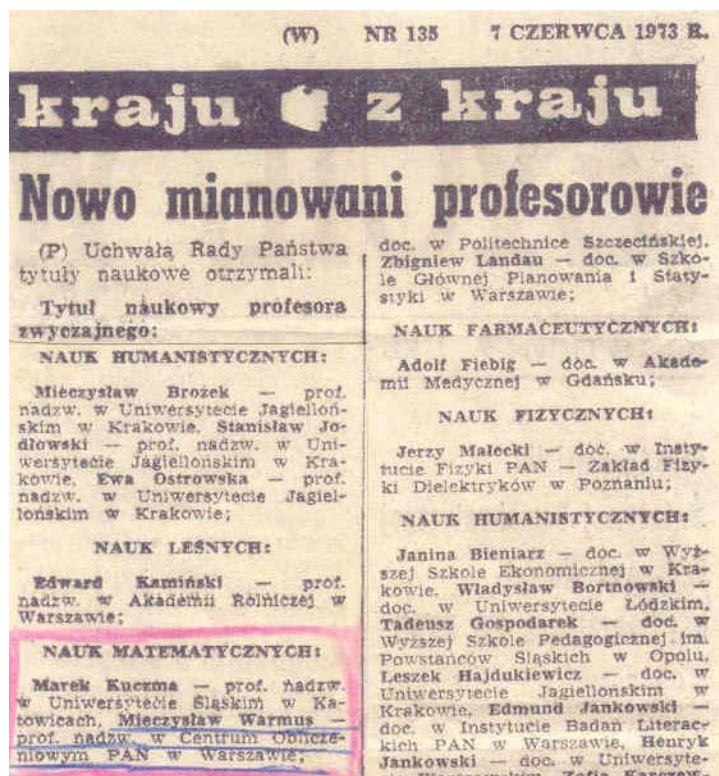 (W) NR 135 7 CZERWCA 1973 R.
kraju z kraju
Nowo mianowani profesorowie
(P) Uchwałą Rady Państwa
tytuły naukowe otrzymali:
Tytuł naukowy profesora
zwyczajnego:
NAUK HUMANISTYCZNYCH:
Mieczysław Brożek — prof.
nadzw. w Uniwersytecie Jagielloń-
skim w Krakowie, Stanisław Jo-
dłowski — prof. nadzw. w Uni-
wersytecie Jagiellońskim w Kra-
kowie, Ewa Ostrowska — prof.
nadzw. w Uniwersytecie Jagiel-
lońskim w Krakowie;
NAUK LEŚNYCH:
Edward Kamiński — prof.
nadzw. w Akademii Rolniczej w
Warszawie;
NAUK MATEMATYCZNYCH:
Marek Kuczma — prof. nadzw.
w Uniwersytecie Śląskim w Ka-
towicach, Mieczysław Warmus —
prof. nadzw. w Centrum Oblicze-
niowym PAN w Warszawie,
doc. w Politechnice Szczecińskiej,
Zbigniew Landau — doc. w Szko-
le Głównej Planowania i Staty-
styki w Warszawie;
NAUK FARMACEUTYCZNYCH:
Adolf Fiebig — doc. w Akade-
mii Medycznej w Gdańsku;
NAUK FIZYCZNYCH:
Jerzy Małecki — doc. w Insty-
tucie Fizyki PAN — Zakład Fizy-
ki Dielektryków w Poznaniu;
NAUK HUMANISTYCZNYCH:
Janina Bieniarz — doc. w Wyż-
szej Szkole Ekonomicznej w Kra-
kowie, Władysław Bortnowski —
doc. w Uniwersytecie Łódzkim,
Tadeusz Gospodarek — doc. w
Wyższej Szkole Pedagogicznej im.
Powstańców Śląskich w Opolu,
Leszek Hajdukiewicz — doc. w
Uniwersytecie Jagiellońskim w
Krakowie, Edmund Jankowski —
doc. w Instytucie Badań Literac-
kich PAN w Warszawie, Henryk
Jankowski — doc. w Uniwersyte-